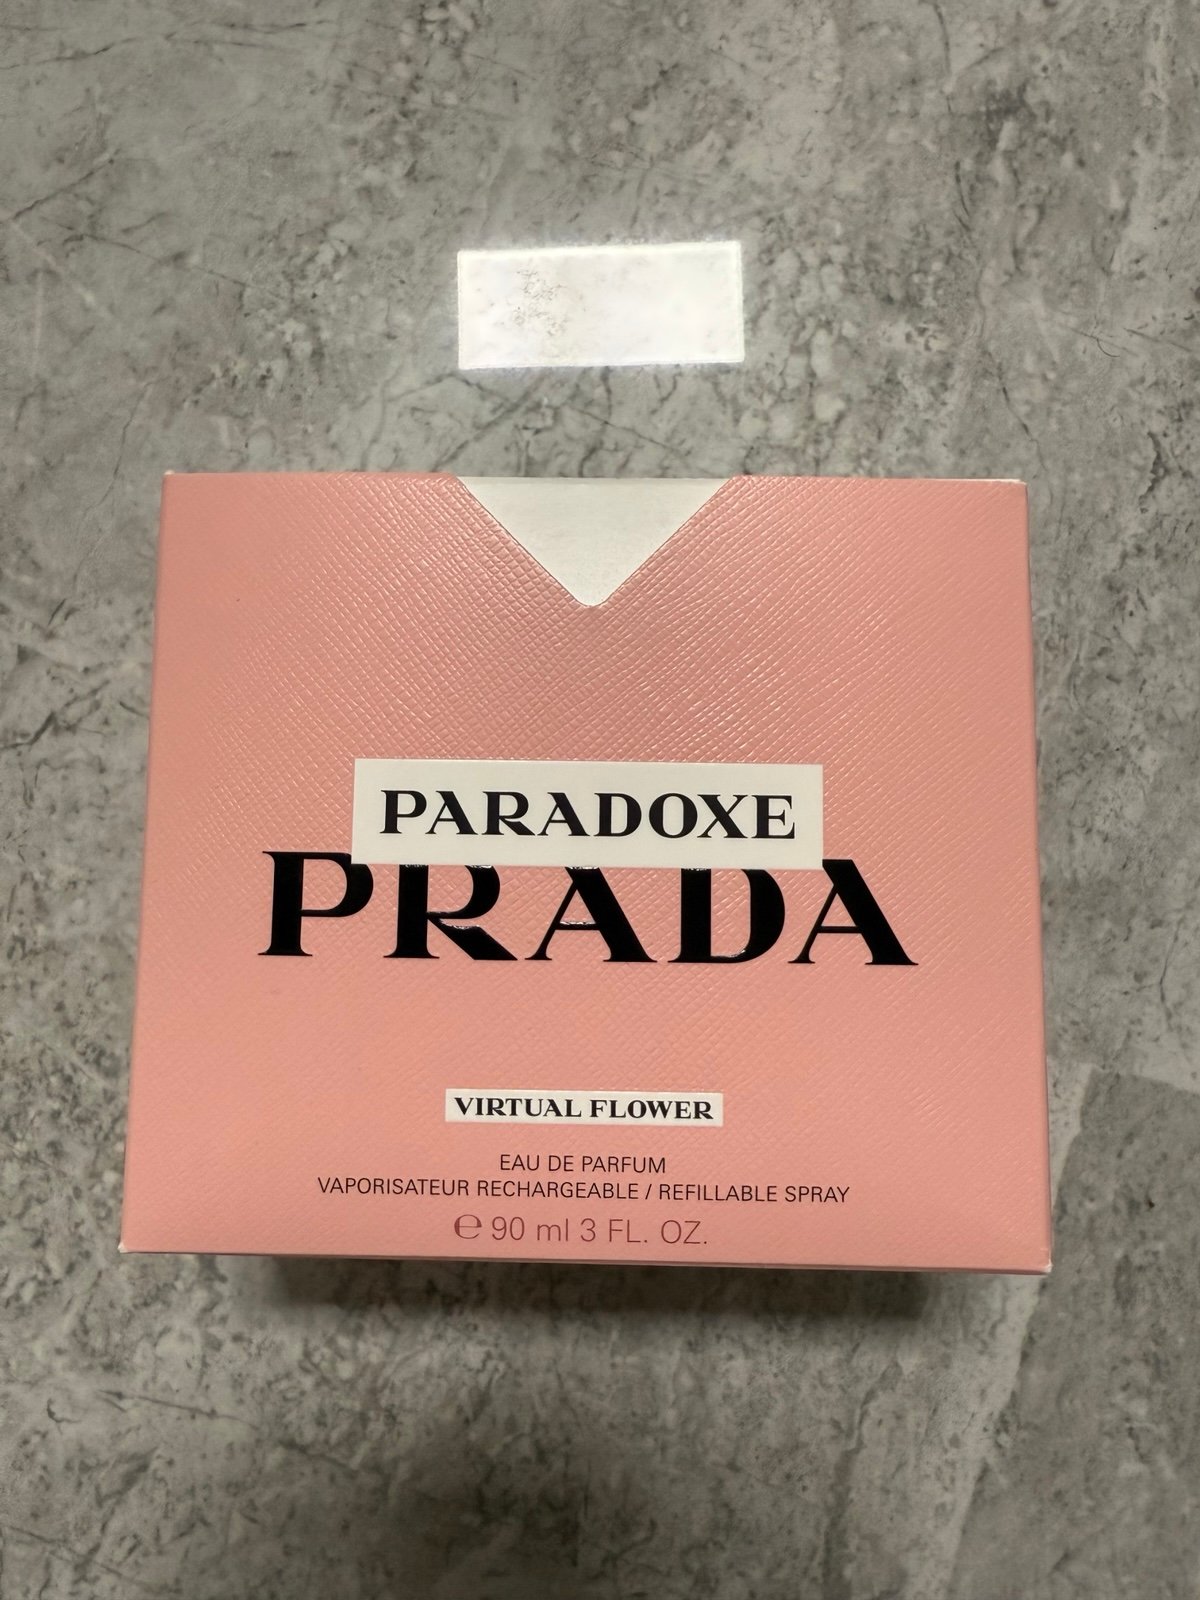 PARADOXE
PRADA
VIRTUAL FLOWER
EAU DE PARFUM
VAPORISATEUR RECHARGEABLE / REFILLABLE SPRAY
℮ 90 ml 3 FL. OZ.